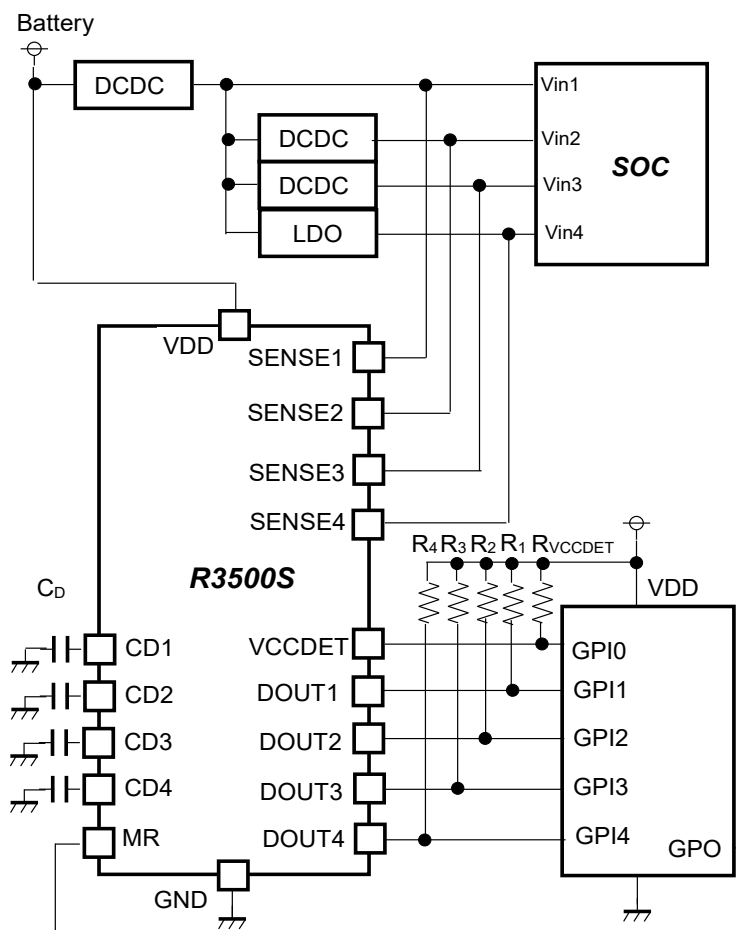 Battery
DCDC
Vin1
DCDC
Vin2
SOC
DCDC
Vin3
LDO
Vin4
VDD
SENSE1
SENSE2
SENSE3
SENSE4
R4 R3 R2 R1 RVCCDET
R3500S
VDD
CD
CD1
VCCDET
GPI0
CD2
DOUT1
GPI1
CD3
DOUT2
GPI2
CD4
DOUT3
GPI3
MR
DOUT4
GPI4
GPO
GND